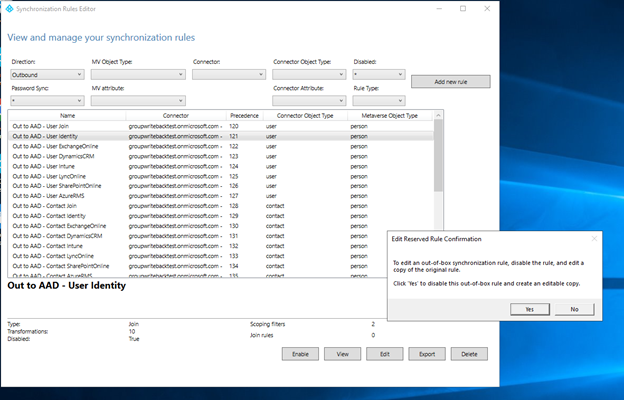 Synchronization Rules Editor
View and manage your synchronization rules
Direction: MV Object Type: Connector: Connector Object Type: Disabled:
Outbound *
Add new rule
Password Sync: MV attribute: Connector Attribute: Rule Type:
*
Name Connector Precedence Connector Object Type Metaverse Object Type
Out to AAD - User Join groupwritebacktest.onmicrosoft.com - 120 user person
Out to AAD - User Identity groupwritebacktest.onmicrosoft.com - 121 user person
Out to AAD - User ExchangeOnline groupwritebacktest.onmicrosoft.com - 122 user person
Out to AAD - User DynamicsCRM groupwritebacktest.onmicrosoft.com - 123 user person
Out to AAD - User Intune groupwritebacktest.onmicrosoft.com - 124 user person
Out to AAD - User LyncOnline groupwritebacktest.onmicrosoft.com - 125 user person
Out to AAD - User SharePointOnline groupwritebacktest.onmicrosoft.com - 126 user person
Out to AAD - User AzureRMS groupwritebacktest.onmicrosoft.com - 127 user person
Out to AAD - Contact Join groupwritebacktest.onmicrosoft.com - 128 contact person
Out to AAD - Contact Identity groupwritebacktest.onmicrosoft.com - 129 contact person
Out to AAD - Contact ExchangeOnline groupwritebacktest.onmicrosoft.com - 130 contact person
Out to AAD - Contact DynamicsCRM groupwritebacktest.onmicrosoft.com - 131 contact person
Out to AAD - Contact Intune groupwritebacktest.onmicrosoft.com - 132 contact person
Out to AAD - Contact LyncOnline groupwritebacktest.onmicrosoft.com - 133 contact person
Out to AAD - Contact SharePointOnline groupwritebacktest.onmicrosoft.com - 134 contact person
Out to AAD - Contact AzureRMS groupwritebacktest.onmicrosoft.com - 135 contact person
Out to AAD - User Identity
Type: Join Scoping filters 2
Transformations: 10
Join rules 0
Disabled: True
Enable View Edit Export Delete
Edit Reserved Rule Confirmation
To edit an out-of-box synchronization rule, disable the rule, and edit a
copy of the original rule.
Click 'Yes' to disable this out-of-box rule and create an editable copy.
Yes No